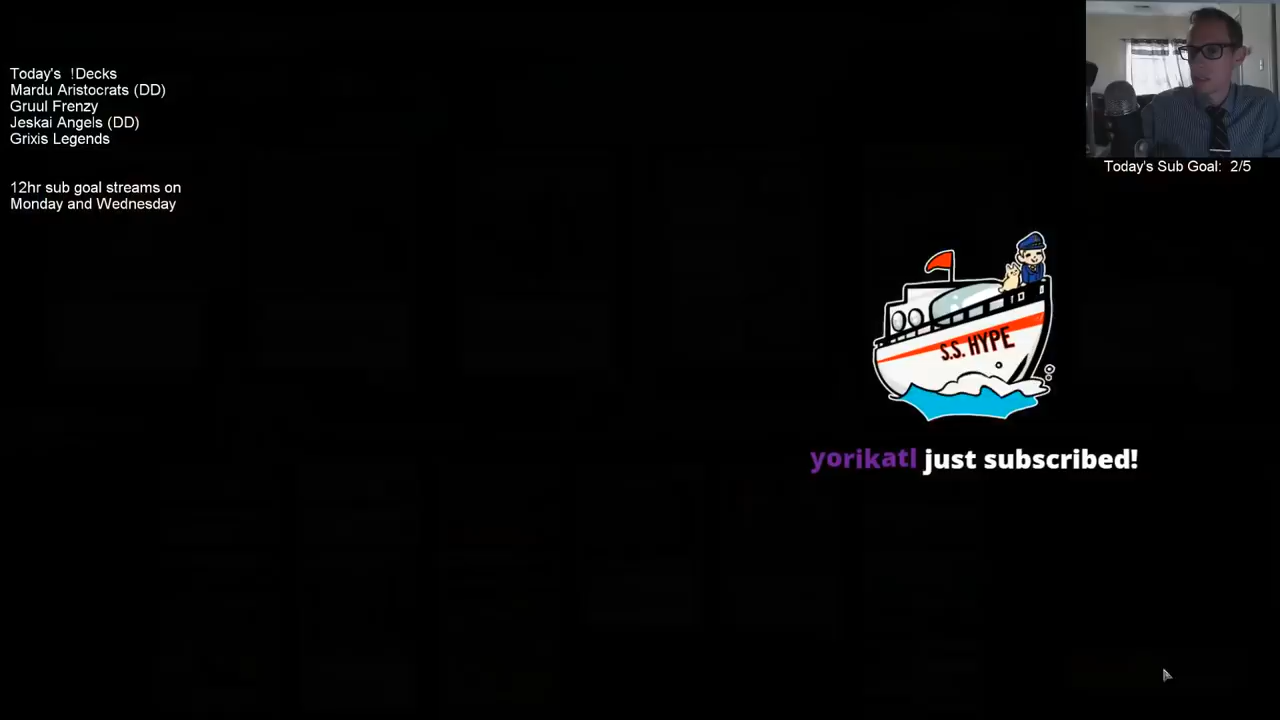 Today's !Decks
Mardu Aristocrats (DD)
Gruul Frenzy
Jeskai Angels (DD)
Grixis Legends
12hr sub goal streams on
Monday and Wednesday
Today's Sub Goal: 2/5
S.S. HYPE
yorikatl just subscribed!